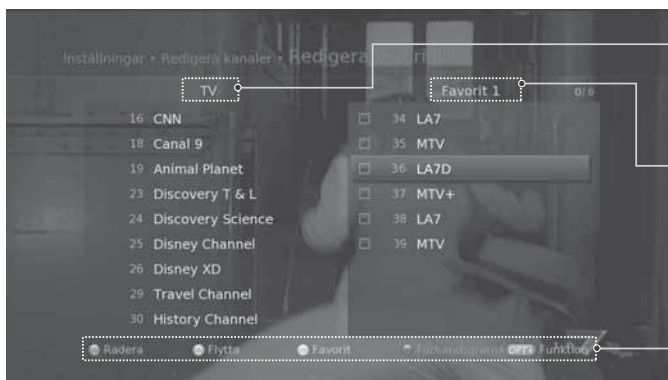 Inställningar • Redigera kanaler • Redigera
TV
16 CNN
18 Canal 9
19 Animal Planet
23 Discovery T & L
24 Discovery Science
25 Disney Channel
26 Disney XD
29 Travel Channel
30 History Channel
Favorit 1
0/6
34 LA7
35 MTV
36 LA7D
37 MTV+
38 LA7
39 MTV
Radera Flytta Favorit Förhandsgranska OPT+ Funktion